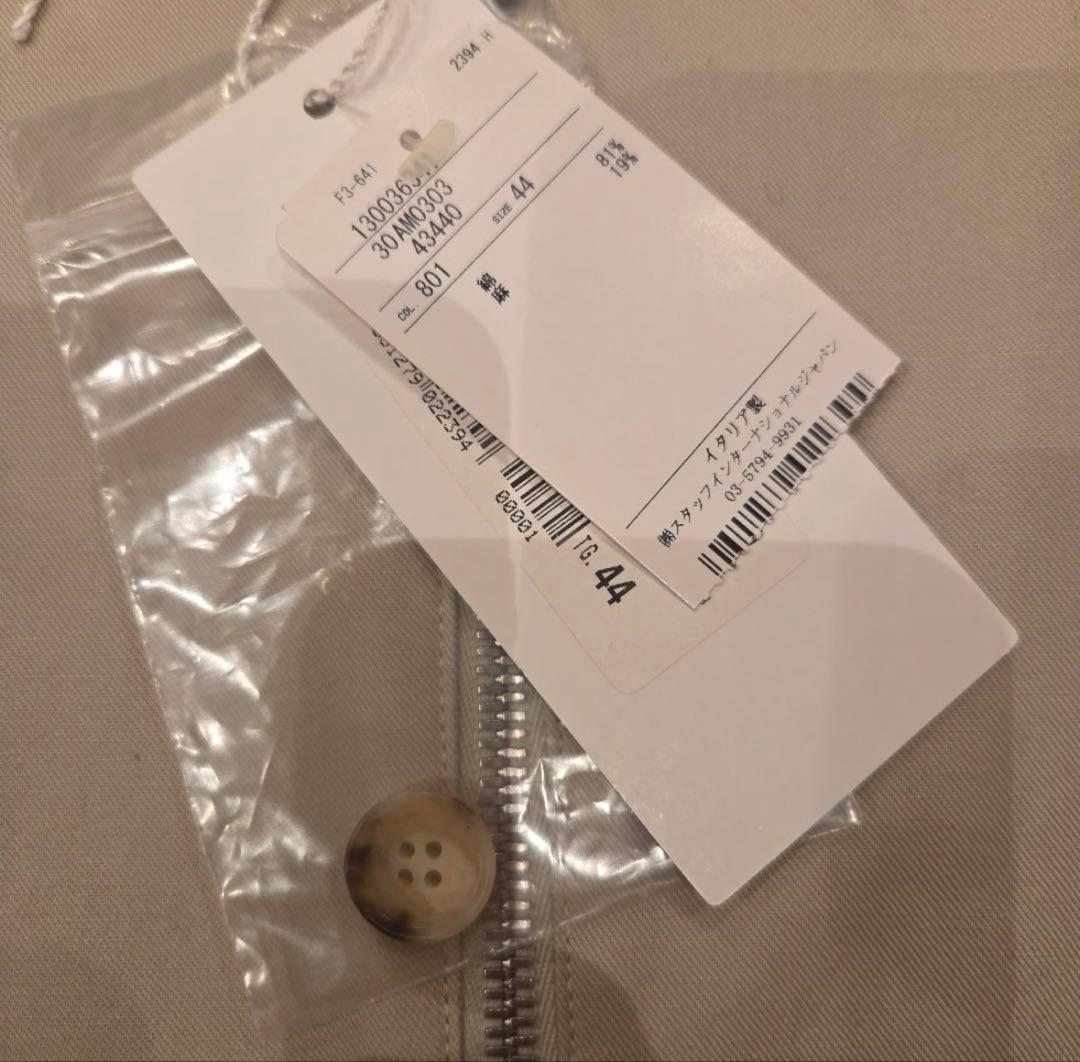 2394 H
F3-641
30AM0303
43440
COL. 801 SIZE 44
綿 81%
麻 19%
イタリア製
㈱スタッフインターナショナルジャパン
03-5794-9931
022394
00001
TG. 44